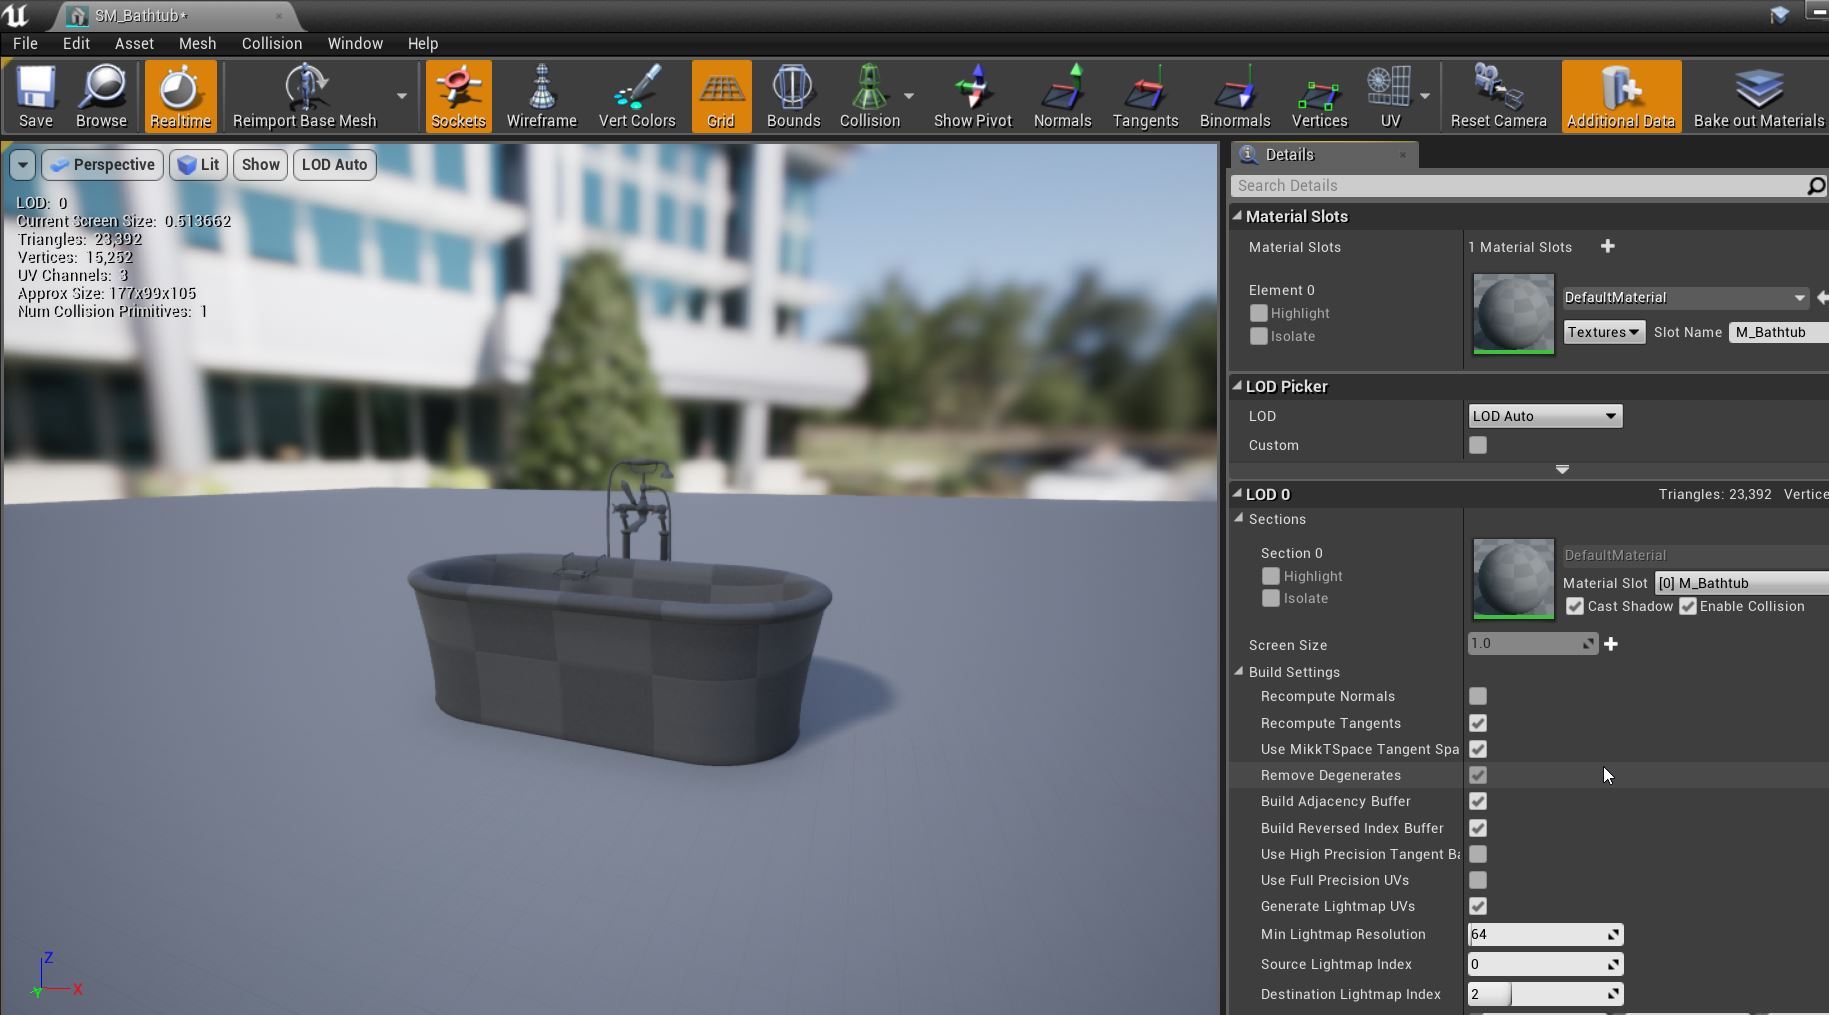 SM_Bathtub*
File Edit Asset Mesh Collision Window Help
Save Browse Realtime Reimport Base Mesh Sockets Wireframe Vert Colors Grid Bounds Collision Show Pivot Normals Tangents Binormals Vertices UV Reset Camera Additional Data Bake out Materials
Perspective Lit Show LOD Auto
LOD: 0
Current Screen Size: 0.513662
Triangles: 23,392
Vertices: 15,252
UV Channels: 3
Approx Size: 177x99x105
Num Collision Primitives: 1
Z
X
Y
Details
Search Details
Material Slots
Material Slots 1 Material Slots
Element 0
Highlight
Isolate
DefaultMaterial
Textures Slot Name M_Bathtub
LOD Picker
LOD LOD Auto
Custom
LOD 0 Triangles: 23,392 Vertice
Sections
Section 0
Highlight
Isolate
DefaultMaterial
Material Slot [0] M_Bathtub
Cast Shadow Enable Collision
Screen Size 1.0
Build Settings
Recompute Normals
Recompute Tangents
Use MikkTSpace Tangent Spa
Remove Degenerates
Build Adjacency Buffer
Build Reversed Index Buffer
Use High Precision Tangent Ba
Use Full Precision UVs
Generate Lightmap UVs
Min Lightmap Resolution 64
Source Lightmap Index 0
Destination Lightmap Index 2